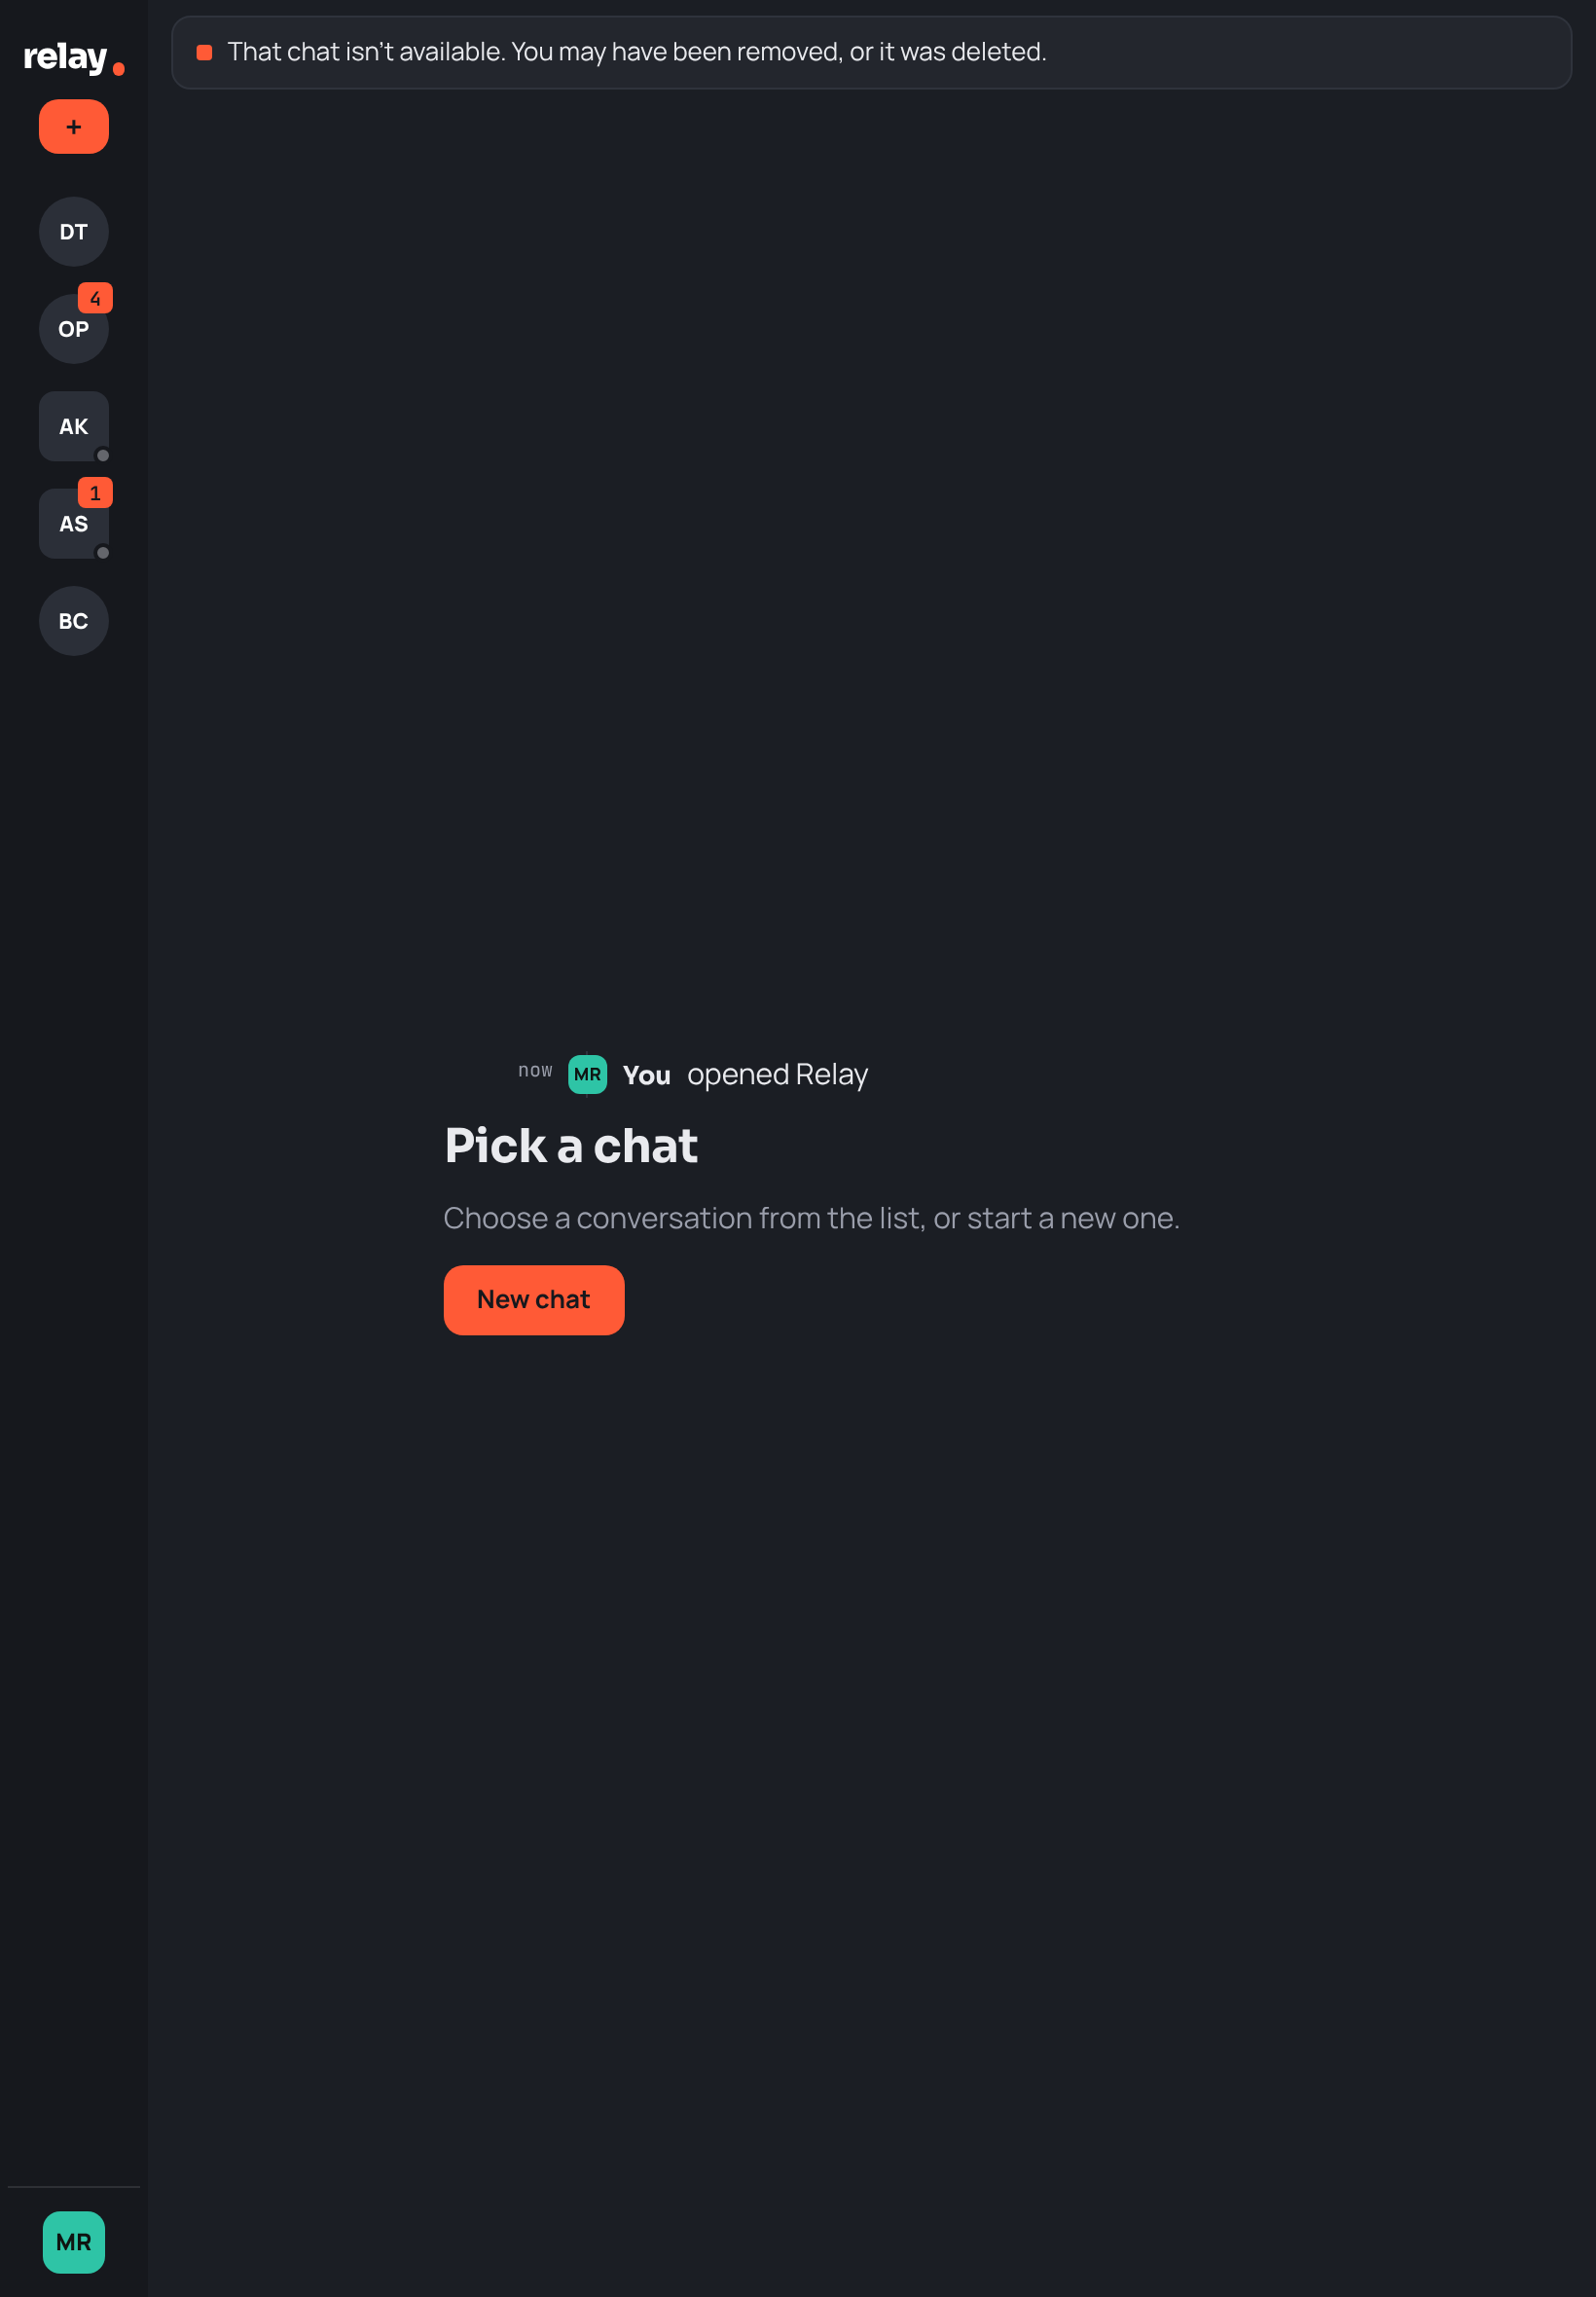 relay.
+
DT
4
OP
AK
1
AS
BC
MR
That chat isn’t available. You may have been removed, or it was deleted.
now MR You opened Relay
Pick a chat
Choose a conversation from the list, or start a new one.
New chat